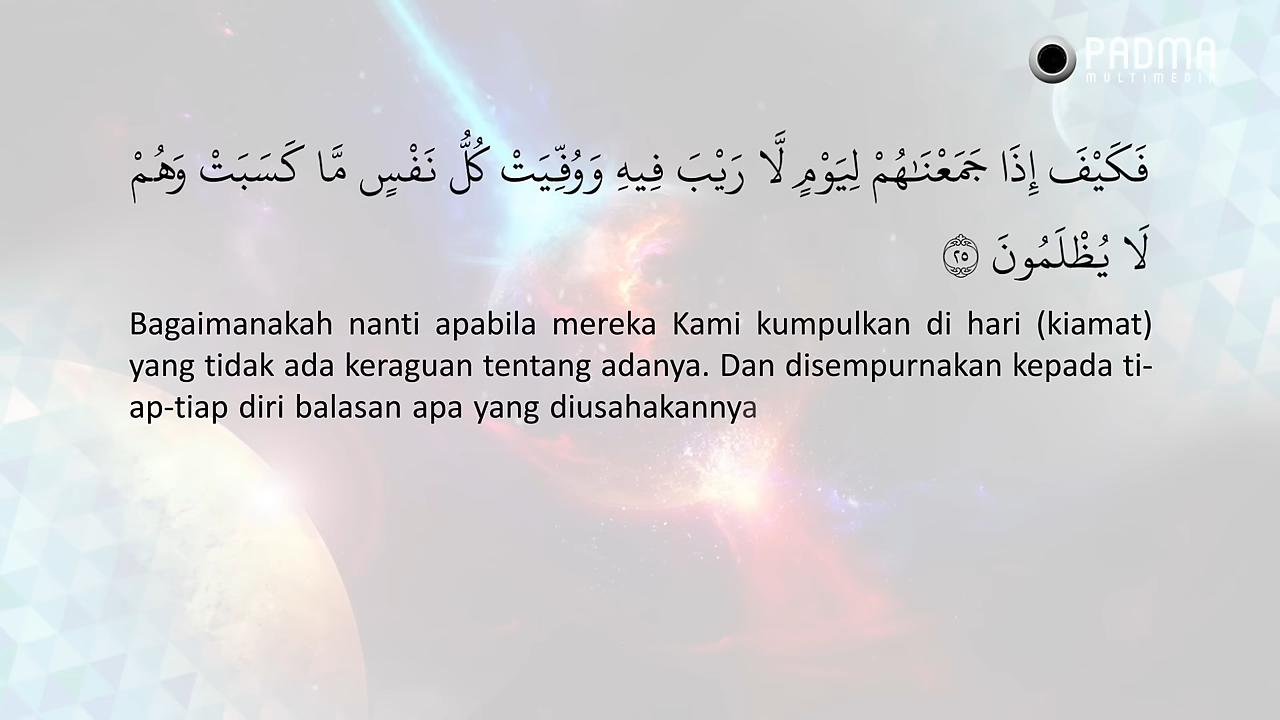 PADMA
MULTIMEDIA
فَكَيْفَ إِذَا جَمَعْنَـٰهُمْ لِيَوْمٍ لَّا رَيْبَ فِيهِ وَوُفِّيَتْ كُلُّ نَفْسٍ مَّا كَسَبَتْ وَهُمْ
لَا يُظْلَمُونَ ۝٢٥
Bagaimanakah nanti apabila mereka Kami kumpulkan di hari (kiamat)
yang tidak ada keraguan tentang adanya. Dan disempurnakan kepada ti-
ap-tiap diri balasan apa yang diusahakannya